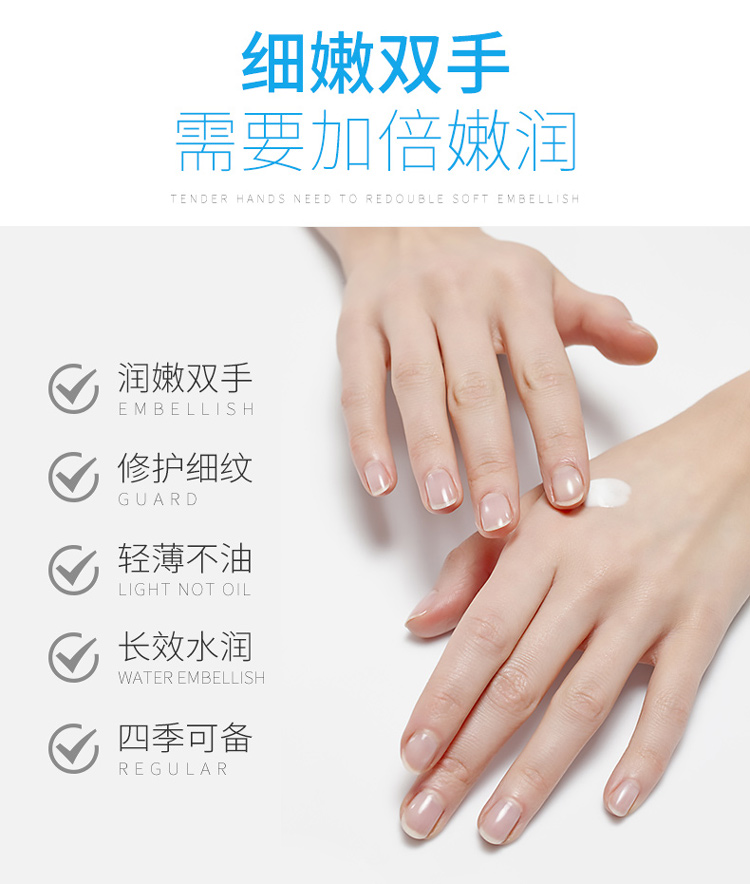 细嫩双手
需要加倍嫩润
TENDER HANDS NEED TO REDOUBLE SOFT EMBELLISH
润嫩双手
EMBELLISH
修护细纹
GUARD
轻薄不油
LIGHT NOT OIL
长效水润
WATER EMBELLISH
四季可备
REGULAR